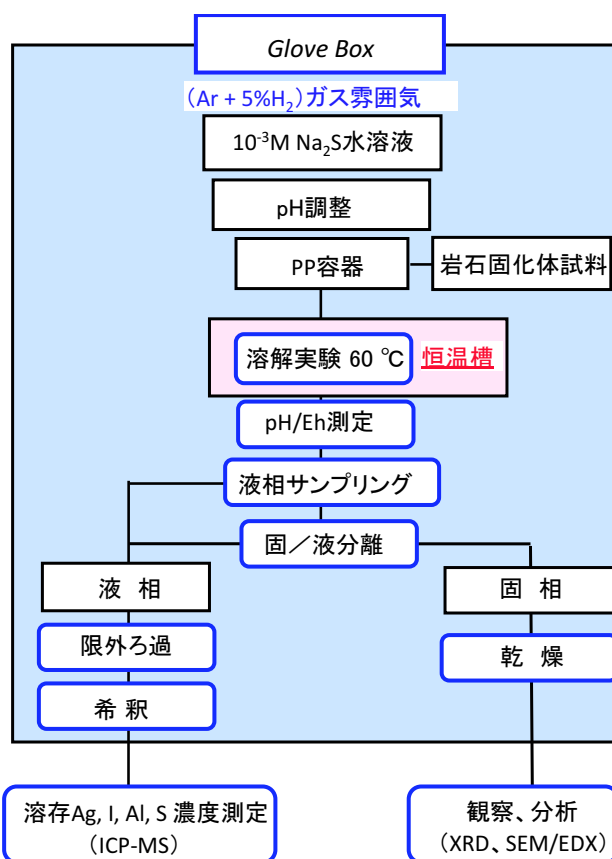 Glove Box
(Ar + 5%H₂)ガス雰囲気
10⁻³M Na₂S水溶液
pH調整
PP容器
岩石固化体試料
溶解実験 60 ℃
恒温槽
pH/Eh測定
液相サンプリング
固／液分離
液 相
固 相
限外ろ過
乾 燥
希 釈
溶存Ag, I, Al, S 濃度測定
(ICP-MS)
観察、分析
(XRD、SEM/EDX)